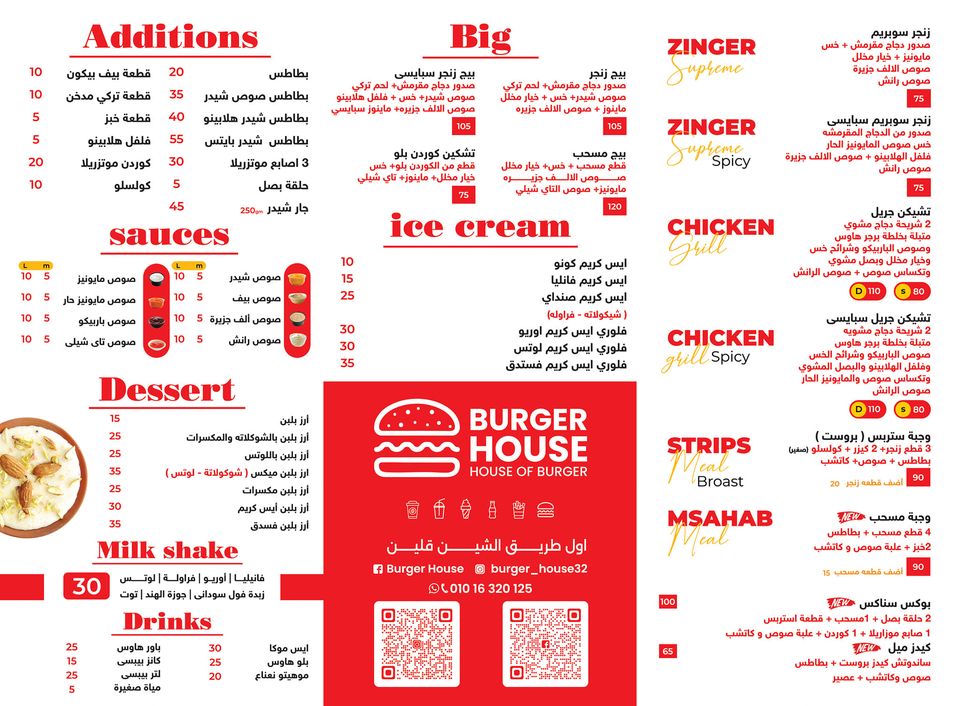 Additions
بطاطس 20
بطاطس صوص شيدر 35
بطاطس شيدر هلابينو 40
بطاطس شيدر بايتس 55
3 اصابع موتزريلا 30
حلقة بصل 5
جار شيدر 250gm 45
قطعة بيف بيكون 10
قطعة تركي مدخن 10
قطعة خبز 5
فلفل هلابينو 5
كوردن موتزريلا 20
كولسلو 10
sauces
L m
صوص شيدر 5 10
صوص بيف 5 10
صوص ألف جزيرة 5 10
صوص رانش 5 10
L m
صوص مايونيز 5 10
صوص مايونيز حار 5 10
صوص باربيكو 5 10
صوص تاى شيلى 5 10
Dessert
أرز بلبن 15
أرز بلبن بالشوكلاته والمكسرات 25
أرز بلبن باللوتس 25
ارز بلبن ميكس ( شوكولاتة - لوتس ) 35
أرز بلبن مكسرات 25
أرز بلبن أيس كريم 30
أرز بلبن فسدق 35
Milk shake
30
فانيليـا | أوريـو | فراولـة | لوتـس
زبدة فول سودانى | جوزة الهند | توت
Drinks
ايس موكا 30
بلو هاوس 25
موهيتو نعناع 20
باور هاوس 25
كانز بيبسى 15
لتر بيبسى 25
مياة صغيرة 5
Big
بيج زنجر
صدور دجاج مقرمش+ لحم تركي
صوص شيدر+ خس + خيار مخلل
ماينوز + صوص الالف جزيره
105
بيج زنجر سبايسى
صدور دجاج مقرمش+ لحم تركي
صوص شيدر+ خس + فلفل هلابينو
صوص الالف جزيره+ ماينوز سبايسي
105
بيج مسحب
قطع مسحب + خس+ خيار مخلل
صـوص الالـف جزيـره
مايونيز+ صوص التاي شيلي
120
تشكين كوردن بلو
قطع من الكوردن بلو+ خس
خيار مخلل+ ماينوز+ تاي شيلي
75
ice cream
ايس كريم كونو 10
ايس كريم فانليا 15
ايس كريم صنداي 25
( شيكولاته - فراوله)
فلوري ايس كريم اوريو 30
فلوري ايس كريم لوتس 30
فلوري ايس كريم فستدق 35
BURGER
HOUSE
HOUSE OF BURGER
اول طريـق الشيـن قليـن
Burger House burger_house32
010 16 320 125
ZINGER
Supreme
زنجر سوبريم
صدور دجاج مقرمش + خس
مايونيز + خيار مخلل
صوص الالف جزيرة
صوص رانش
75
ZINGER
Supreme
Spicy
زنجر سوبريم سبايسى
صدور من الدجاج المقرمشه
خس صوص المايونيز الحار
فلفل الهلابينو + صوص الالف جزيرة
صوص رانش
75
CHICKEN
Grill
تشيكن جريل
2 شريحة دجاج مشوي
متبلة بخلطة برجر هاوس
وصوص الباربيكو وشرائح خس
وخيار مخلل وبصل مشوي
وتكساس صوص + صوص الرانش
D 110 s 80
CHICKEN
grill Spicy
تشيكن جريل سبايسى
2 شريحة دجاج مشويه
متبلة بخلطة برجر هاوس
صوص الباربيكو وشرائح الخس
وفلفل الهلابينو والبصل المشوي
وتكساس صوص والمايونيز الحار
صوص الرانش
D 110 s 80
STRIPS
Meal
Broast
وجبة ستربس ( بروست )
3 قطع زنجر+ 2 كيزر + كولسلو (صغير)
بطاطس + صوص+ كاتشب
90
أضف قطعه زنجر 20
MSAHAB
Meal
وجبة مسحب NEW
4 قطع مسحب + بطاطس
2خبز + علبة صوص و كاتشب
90
أضف قطعه مسحب 15
بوكس سناكس NEW 100
2 حلقة بصل + 1مسحب + قطعة استربس
1 صابع موزاريلا + 1 كوردن + علبة صوص و كاتشب
كيدز ميل NEW 65
ساندوتش كيدز بروست + بطاطس
صوص وكاتشب + عصير